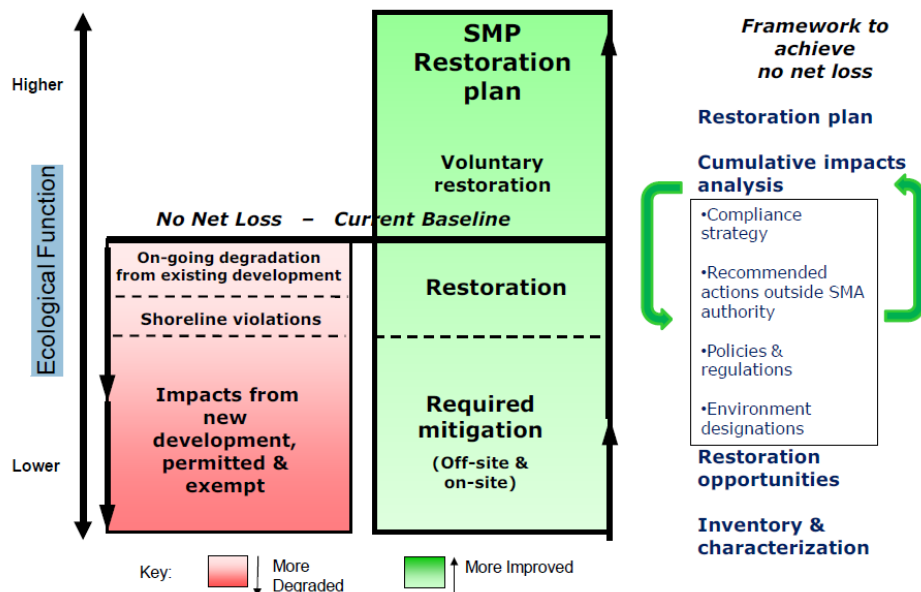 Higher
Ecological Function
Lower
SMP
Restoration
plan
Voluntary
restoration
No Net Loss – Current Baseline
On-going degradation
from existing development
Shoreline violations
Impacts from
new
development,
permitted &
exempt
Restoration
Required
mitigation
(Off-site &
on-site)
Key:
More
Degraded
More Improved
Framework to
achieve
no net loss
Restoration plan
Cumulative impacts
analysis
•Compliance
strategy
•Recommended
actions outside SMA
authority
•Policies &
regulations
•Environment
designations
Restoration
opportunities
Inventory &
characterization